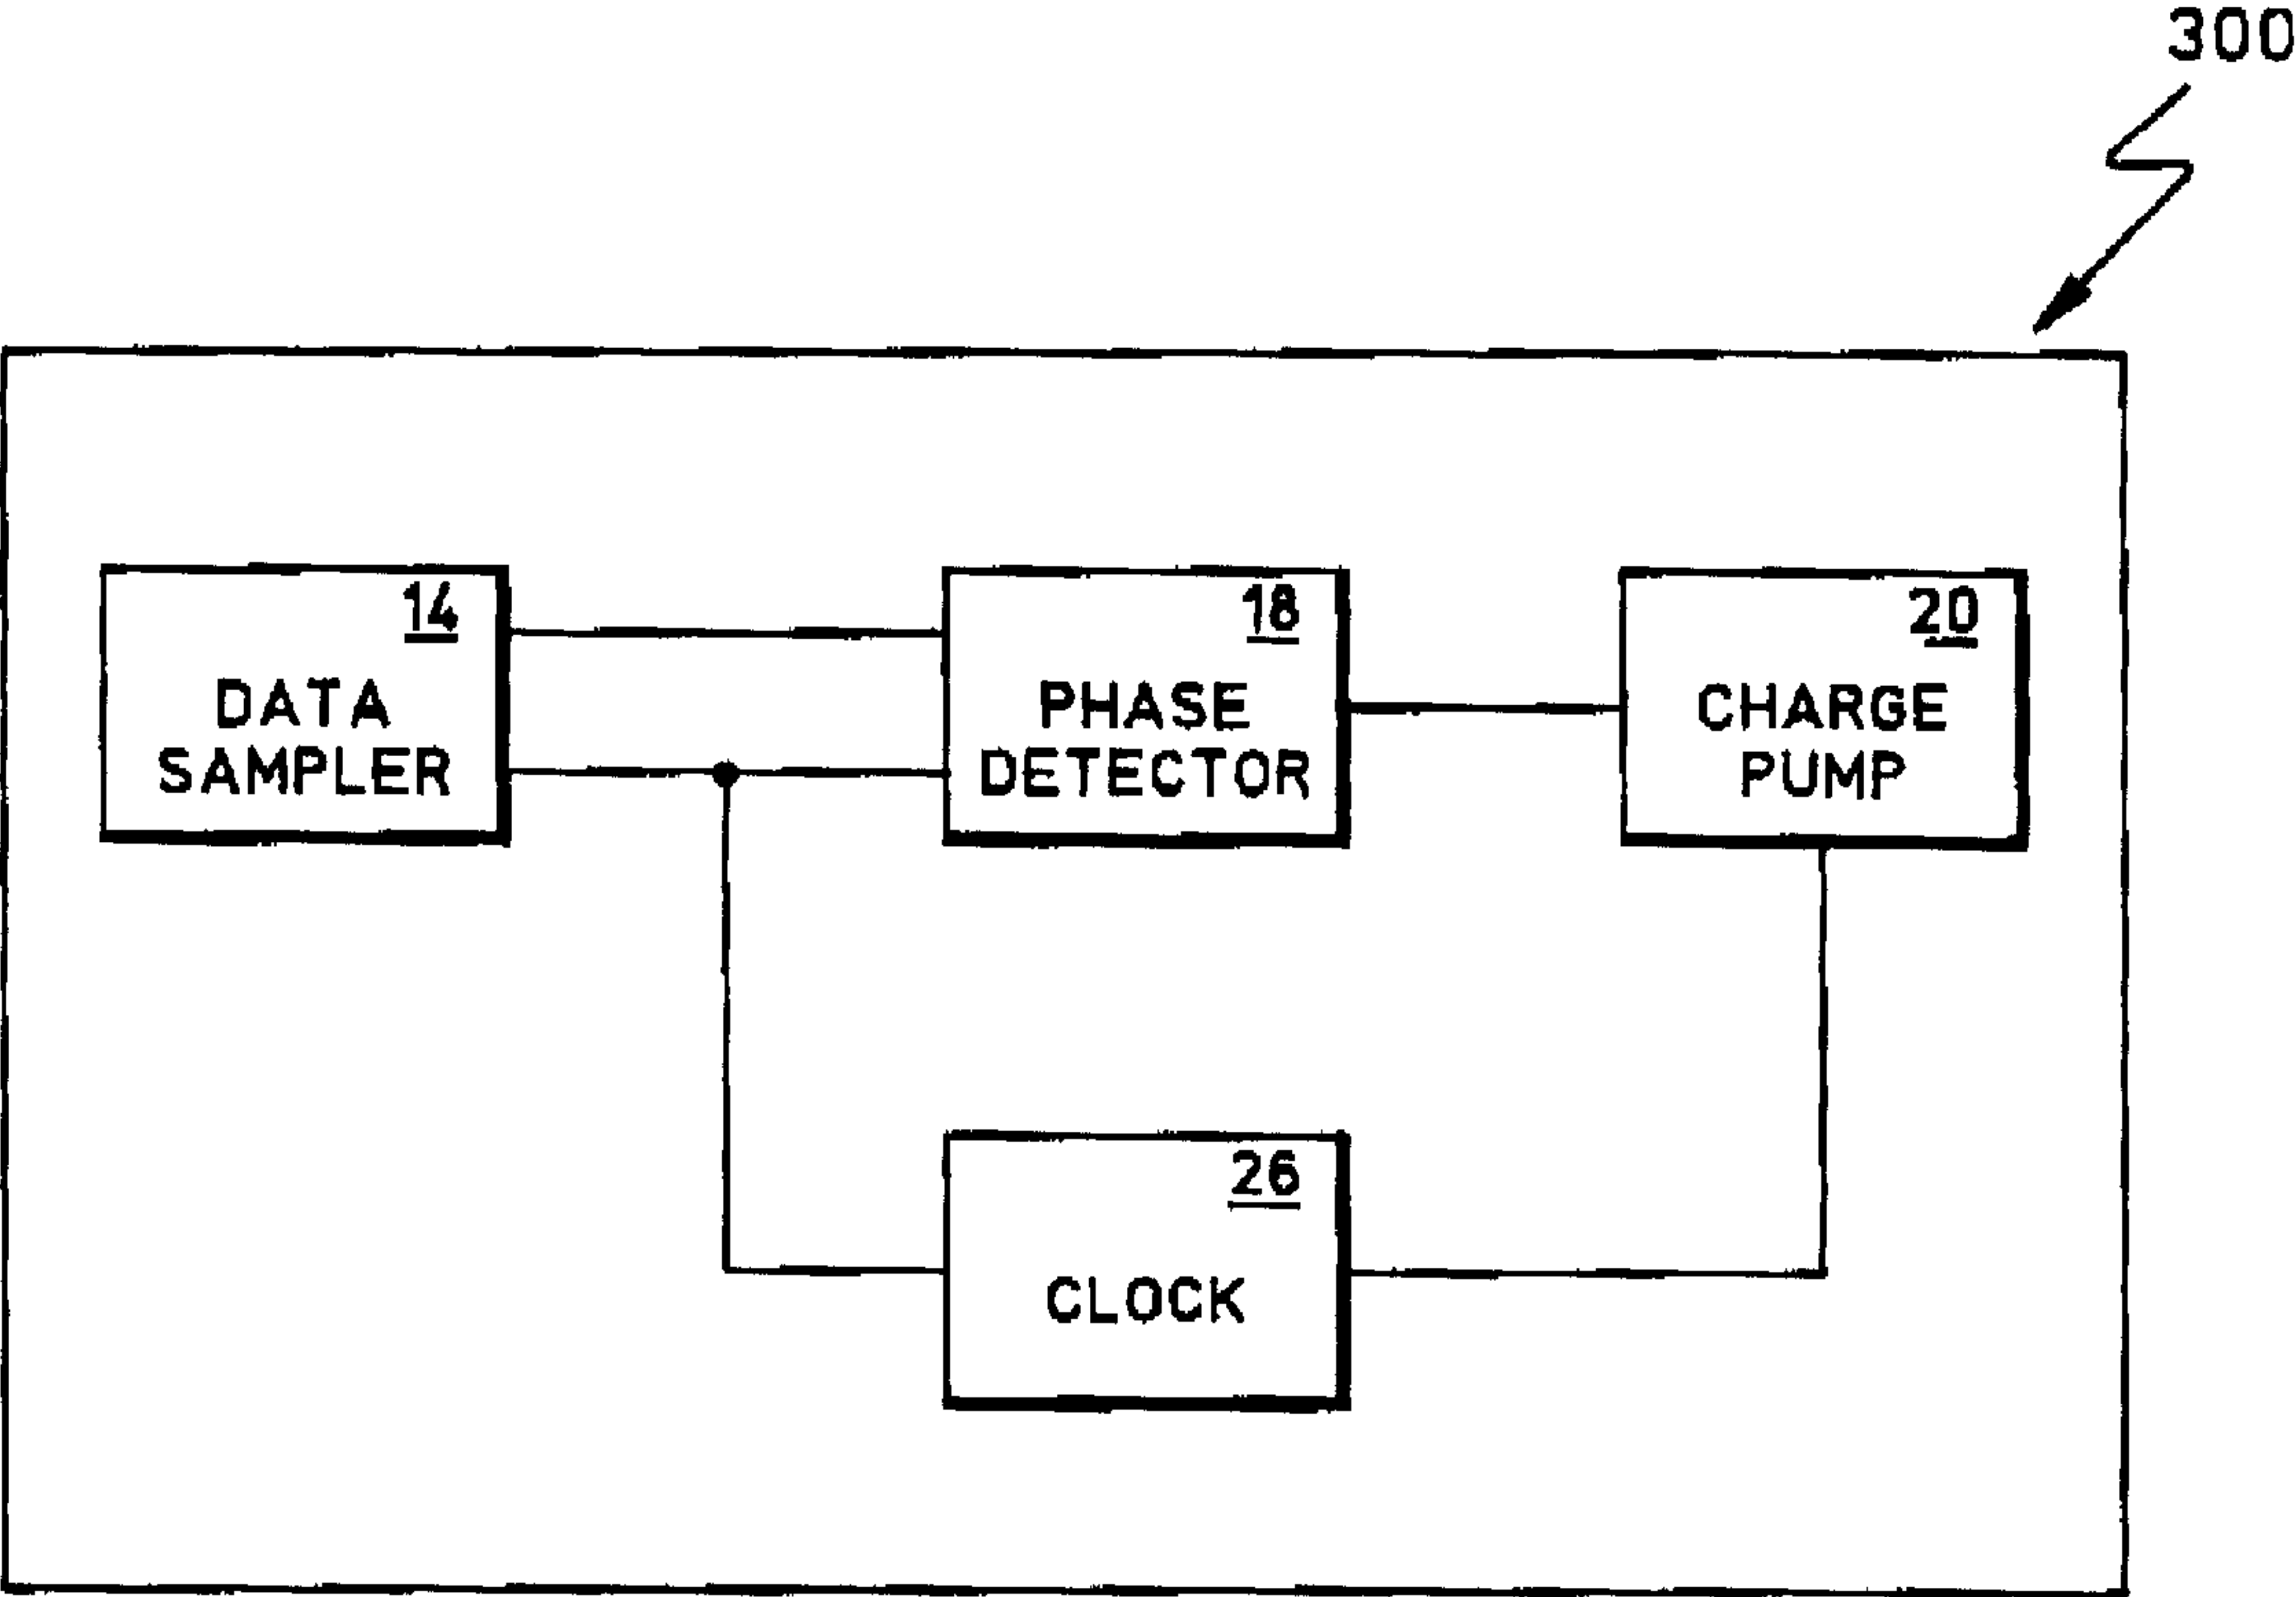 300
14
DATA
SAMPLER
18
PHASE
DETECTOR
20
CHARGE
PUMP
26
CLOCK